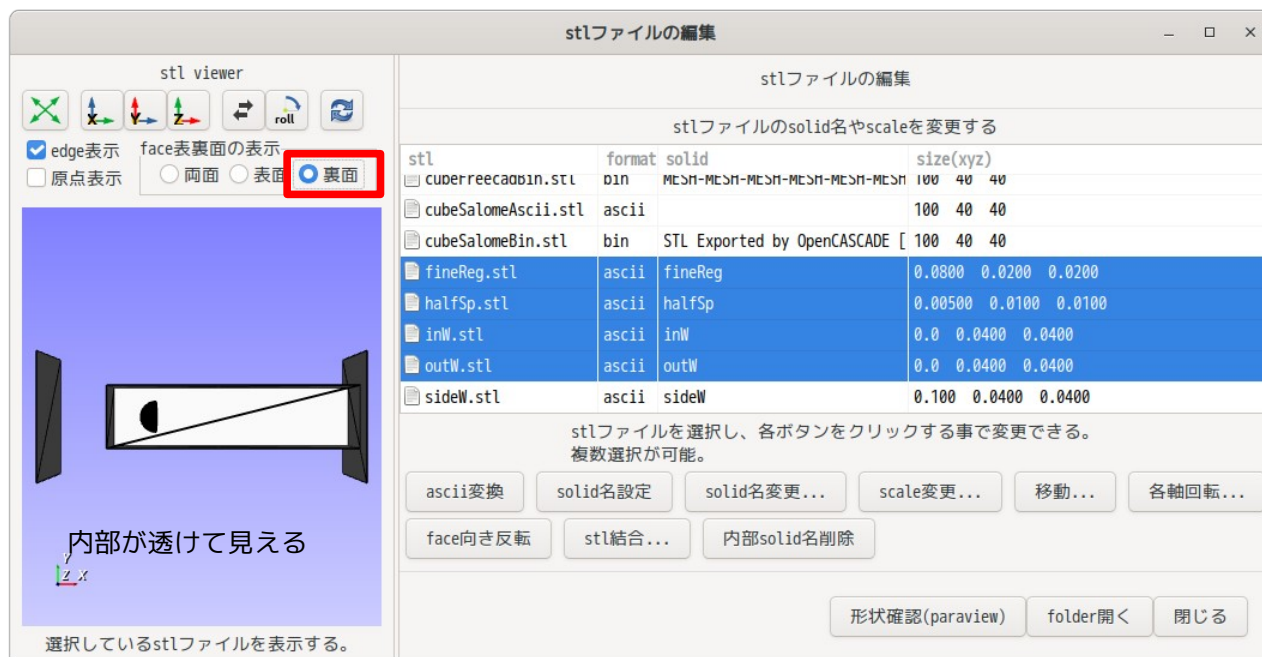 stlファイルの編集
stl viewer
X
Y
Z
roll
edge表示
face表裏面の表示
原点表示
両面
表面
裏面
内部が透けて見える
Y
Z X
選択しているstlファイルを表示する。
stlファイルの編集
stlファイルのsolid名やscaleを変更する
stl format solid size(xyz)
cubeFreecadBin.stl bin MESH-MESH-MESH-MESH-MESH-MESH 100 40 40
cubeSalomeAscii.stl ascii 100 40 40
cubeSalomeBin.stl bin STL Exported by OpenCASCADE [ 100 40 40
fineReg.stl ascii fineReg 0.0800 0.0200 0.0200
halfSp.stl ascii halfSp 0.00500 0.0100 0.0100
inW.stl ascii inW 0.0 0.0400 0.0400
outW.stl ascii outW 0.0 0.0400 0.0400
sideW.stl ascii sideW 0.100 0.0400 0.0400
stlファイルを選択し、各ボタンをクリックする事で変更できる。
複数選択が可能。
ascii変換 solid名設定 solid名変更... scale変更... 移動... 各軸回転...
face向き反転 stl結合... 内部solid名削除
形状確認(paraview) folder開く 閉じる